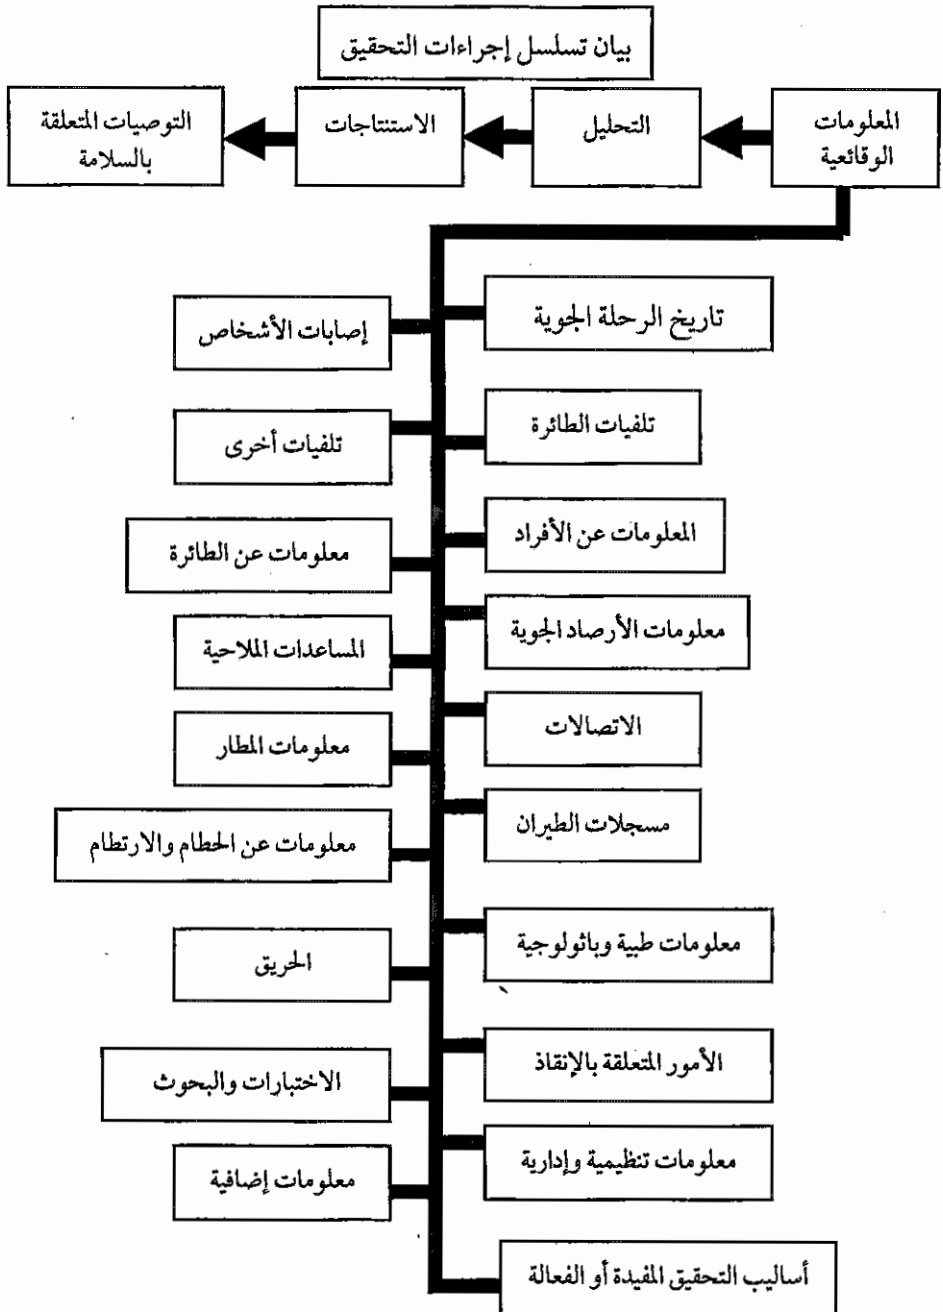 بيان تسلسل إجراءات التحقيق
المعلومات
الوقائعية
التحليل
الاستنتاجات
التوصيات المتعلقة
بالسلامة
تاريخ الرحلة الجوية
إصابات الأشخاص
تلفيات الطائرة
تلفيات أخرى
المعلومات عن الأفراد
معلومات عن الطائرة
معلومات الأرصاد الجوية
المساعدات الملاحية
الاتصالات
معلومات المطار
مسجلات الطيران
معلومات عن الحطام والارتطام
معلومات طبية وباثولوجية
الحريق
الأمور المتعلقة بالإنقاذ
الاختبارات والبحوث
معلومات تنظيمية وإدارية
معلومات إضافية
أساليب التحقيق المفيدة أو الفعالة